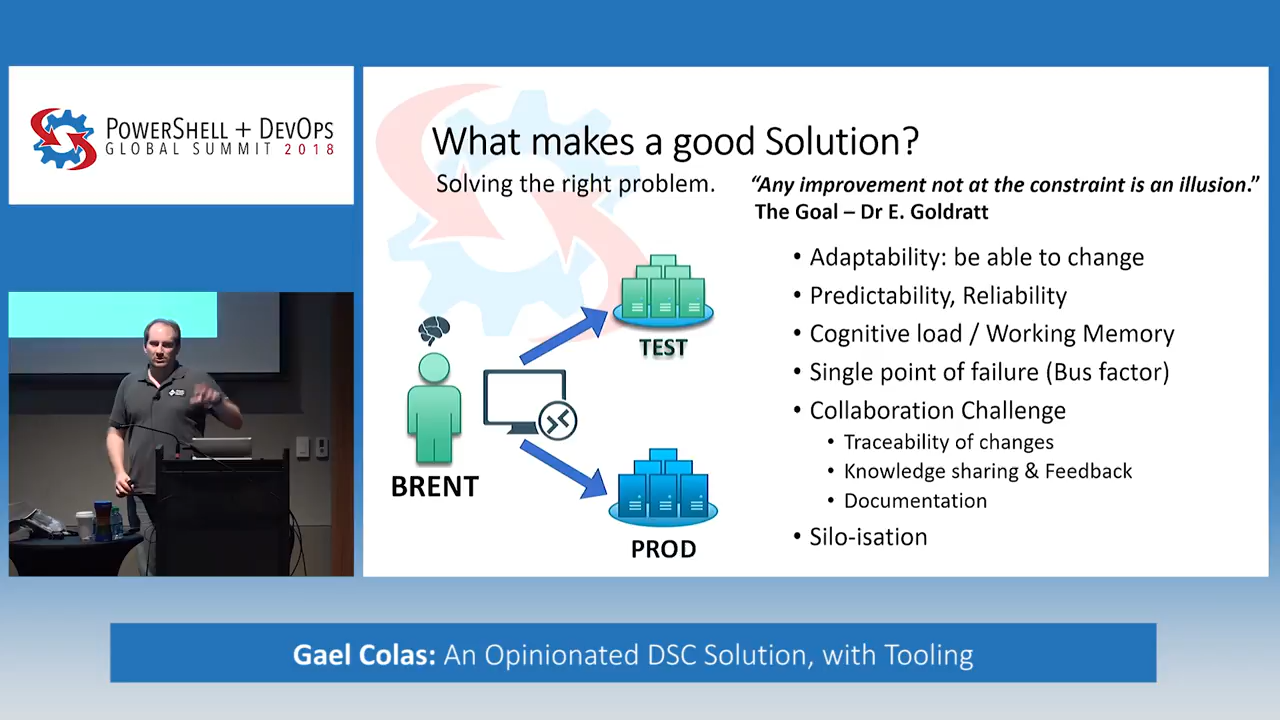 POWERSHELL + DEVOPS
GLOBAL SUMMIT 2018
What makes a good Solution?
Solving the right problem.
“Any improvement not at the constraint is an illusion.”
The Goal – Dr E. Goldratt
TEST
BRENT
PROD
• Adaptability: be able to change
• Predictability, Reliability
• Cognitive load / Working Memory
• Single point of failure (Bus factor)
• Collaboration Challenge
• Traceability of changes
• Knowledge sharing & Feedback
• Documentation
• Silo-isation
Gael Colas: An Opinionated DSC Solution, with Tooling